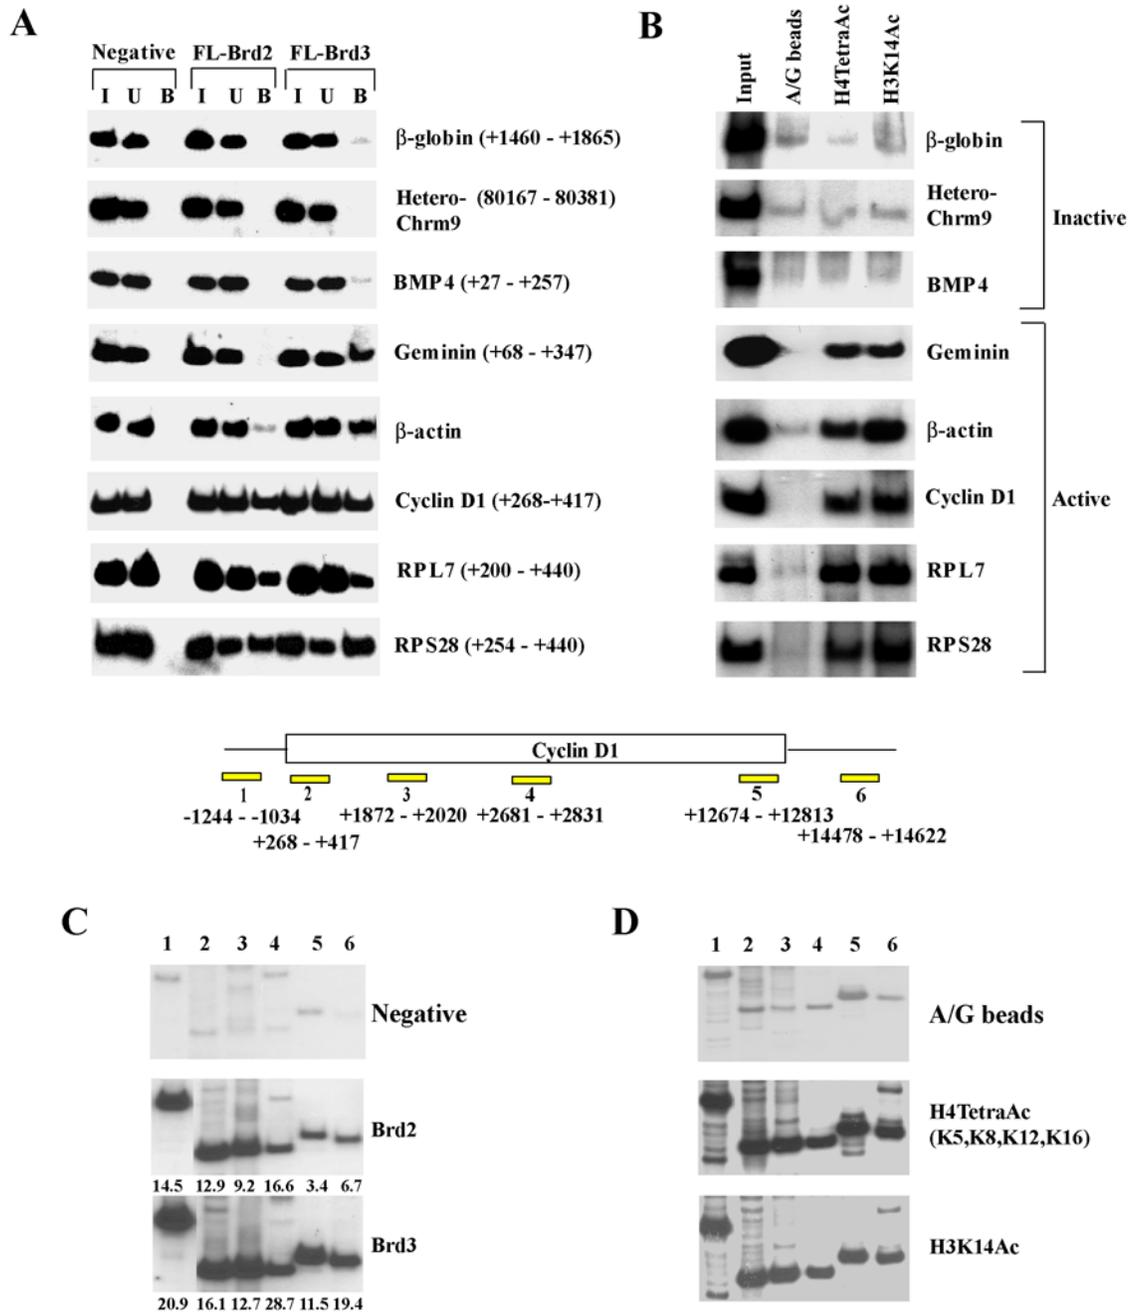 A
Negative FL-Brd2 FL-Brd3
I U B I U B I U B
β-globin (+1460 - +1865)
Hetero- (80167 - 80381)
Chrm9
BMP4 (+27 - +257)
Geminin (+68 - +347)
β-actin
Cyclin D1 (+268-+417)
RPL7 (+200 - +440)
RPS28 (+254 - +440)
B
Input
A/G beads
H4TetraAc
H3K14Ac
β-globin
Hetero-
Chrm9
BMP4
Inactive
Geminin
β-actin
Cyclin D1
RPL7
RPS28
Active
Cyclin D1
1 2 3 4 5 6
-1244 - -1034 +1872 - +2020 +2681 - +2831 +12674 - +12813
+268 - +417 +14478 - +14622
C
1 2 3 4 5 6
Negative
Brd2
14.5 12.9 9.2 16.6 3.4 6.7
Brd3
20.9 16.1 12.7 28.7 11.5 19.4
D
1 2 3 4 5 6
A/G beads
H4TetraAc
(K5,K8,K12,K16)
H3K14Ac